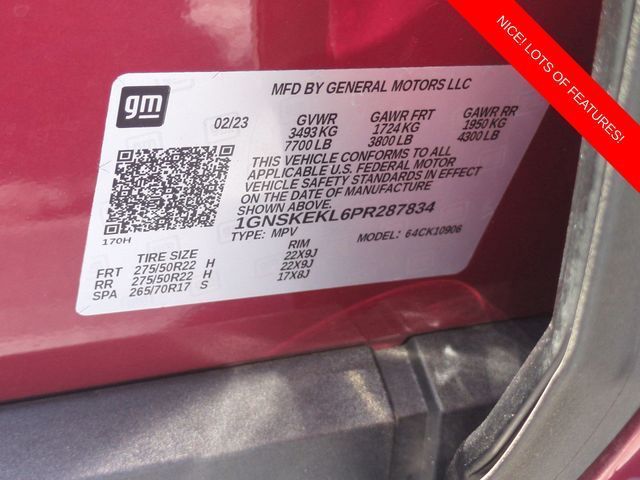 NICE! LOTS OF FEATURES!
gm
MFD BY GENERAL MOTORS LLC
02/23 GVWR GAWR FRT GAWR RR
3493 KG 1724 KG 1950 KG
7700 LB 3800 LB 4300 LB
THIS VEHICLE CONFORMS TO ALL
APPLICABLE U.S. FEDERAL MOTOR
VEHICLE SAFETY STANDARDS IN EFFECT
ON THE DATE OF MANUFACTURE
SHOWN ABOVE.
1GNSKEKL6PR287834
170H
TYPE: MPV MODEL: 64CK10906
TIRE SIZE RIM
FRT 275/50R22 H 22X9J
RR 275/50R22 H 22X9J
SPA 265/70R17 S 17X8J